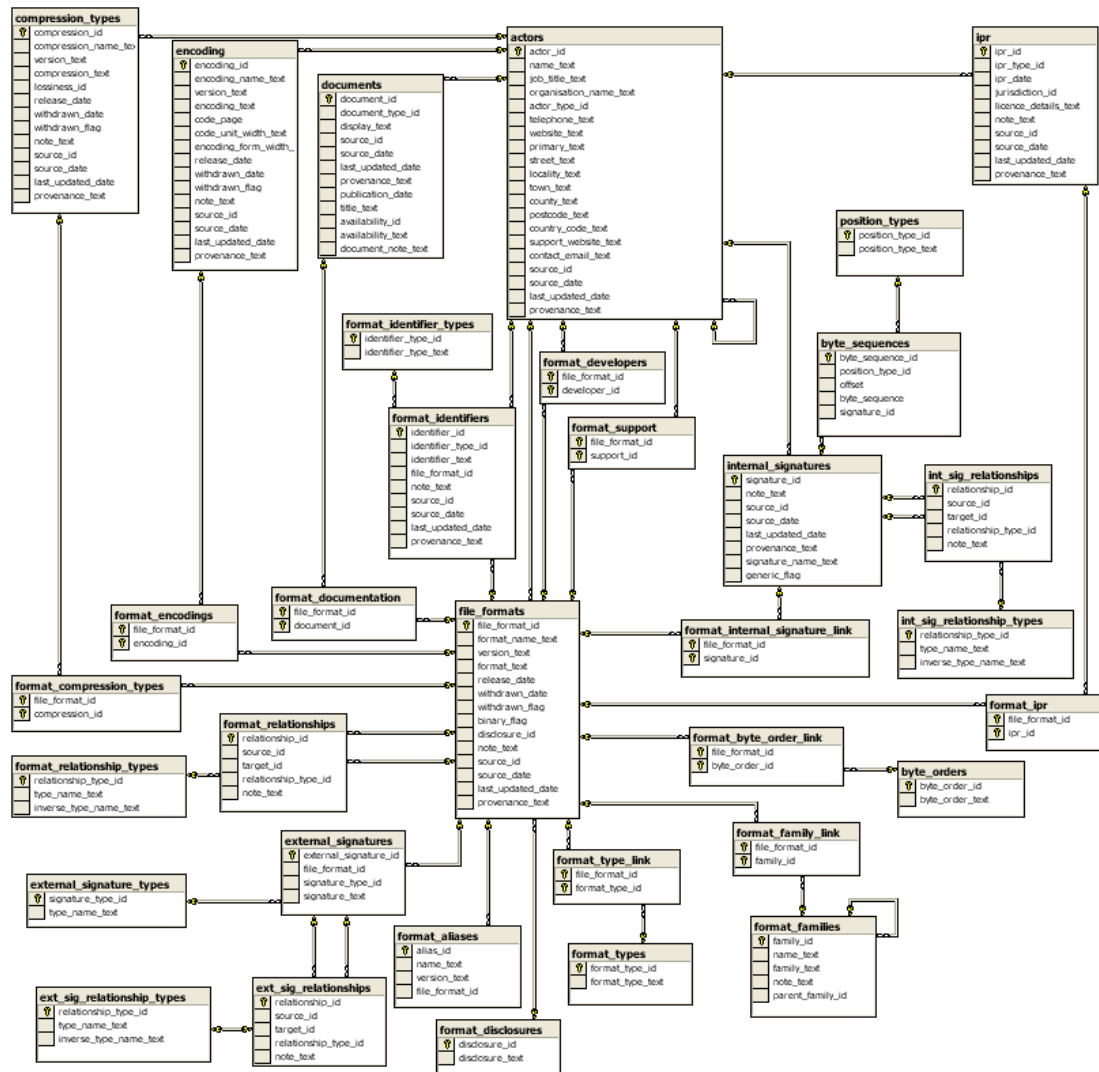 compression_types
compression_id
compression_name_te
version_text
compression_text
lossiness_id
release_date
withdrawn_date
withdrawn_flag
note_text
source_id
source_date
last_updated_date
provenance_text
encoding
encoding_id
encoding_name_text
version_text
encoding_text
code_page
code_unit_width_text
encoding_form_width_
release_date
withdrawn_date
withdrawn_flag
note_text
source_id
source_date
last_updated_date
provenance_text
documents
document_id
document_type_id
display_text
source_id
source_date
last_updated_date
provenance_text
publication_date
title_text
availability_id
availability_text
document_note_text
actors
actor_id
name_text
job_title_text
organisation_name_text
actor_type_id
telephone_text
website_text
primary_text
street_text
locality_text
town_text
county_text
postcode_text
country_code_text
support_website_text
contact_email_text
source_id
source_date
last_updated_date
provenance_text
ipr
ipr_id
ipr_type_id
ipr_date
jurisdiction_id
licence_details_text
note_text
source_id
source_date
last_updated_date
provenance_text
position_types
position_type_id
position_type_text
format_identifier_types
identifier_type_id
identifier_type_text
format_developers
file_format_id
developer_id
byte_sequences
byte_sequence_id
position_type_id
offset
byte_sequence
signature_id
format_identifiers
identifier_id
identifier_type_id
identifier_text
file_format_id
note_text
source_id
source_date
last_updated_date
provenance_text
format_support
file_format_id
support_id
internal_signatures
signature_id
note_text
source_id
source_date
last_updated_date
provenance_text
signature_name_text
generic_flag
int_sig_relationships
relationship_id
source_id
target_id
relationship_type_id
note_text
format_encodings
file_format_id
encoding_id
format_documentation
file_format_id
document_id
file_formats
file_format_id
format_name_text
version_text
format_text
release_date
withdrawn_date
withdrawn_flag
binary_flag
disclosure_id
note_text
source_id
source_date
last_updated_date
provenance_text
format_internal_signature_link
file_format_id
signature_id
int_sig_relationship_types
relationship_type_id
type_name_text
inverse_type_name_text
format_compression_types
file_format_id
compression_id
format_relationships
relationship_id
source_id
target_id
relationship_type_id
note_text
format_ipr
file_format_id
ipr_id
format_relationship_types
relationship_type_id
type_name_text
inverse_type_name_text
format_byte_order_link
file_format_id
byte_order_id
byte_orders
byte_order_id
byte_order_text
external_signatures
external_signature_id
file_format_id
signature_type_id
signature_text
format_family_link
file_format_id
family_id
external_signature_types
signature_type_id
type_name_text
format_type_link
file_format_id
format_type_id
format_aliases
alias_id
name_text
version_text
file_format_id
format_types
format_type_id
format_type_text
format_families
family_id
name_text
family_text
note_text
parent_family_id
ext_sig_relationship_types
relationship_type_id
type_name_text
inverse_type_name_text
ext_sig_relationships
relationship_id
source_id
target_id
relationship_type_id
note_text
format_disclosures
disclosure_id
disclosure_text